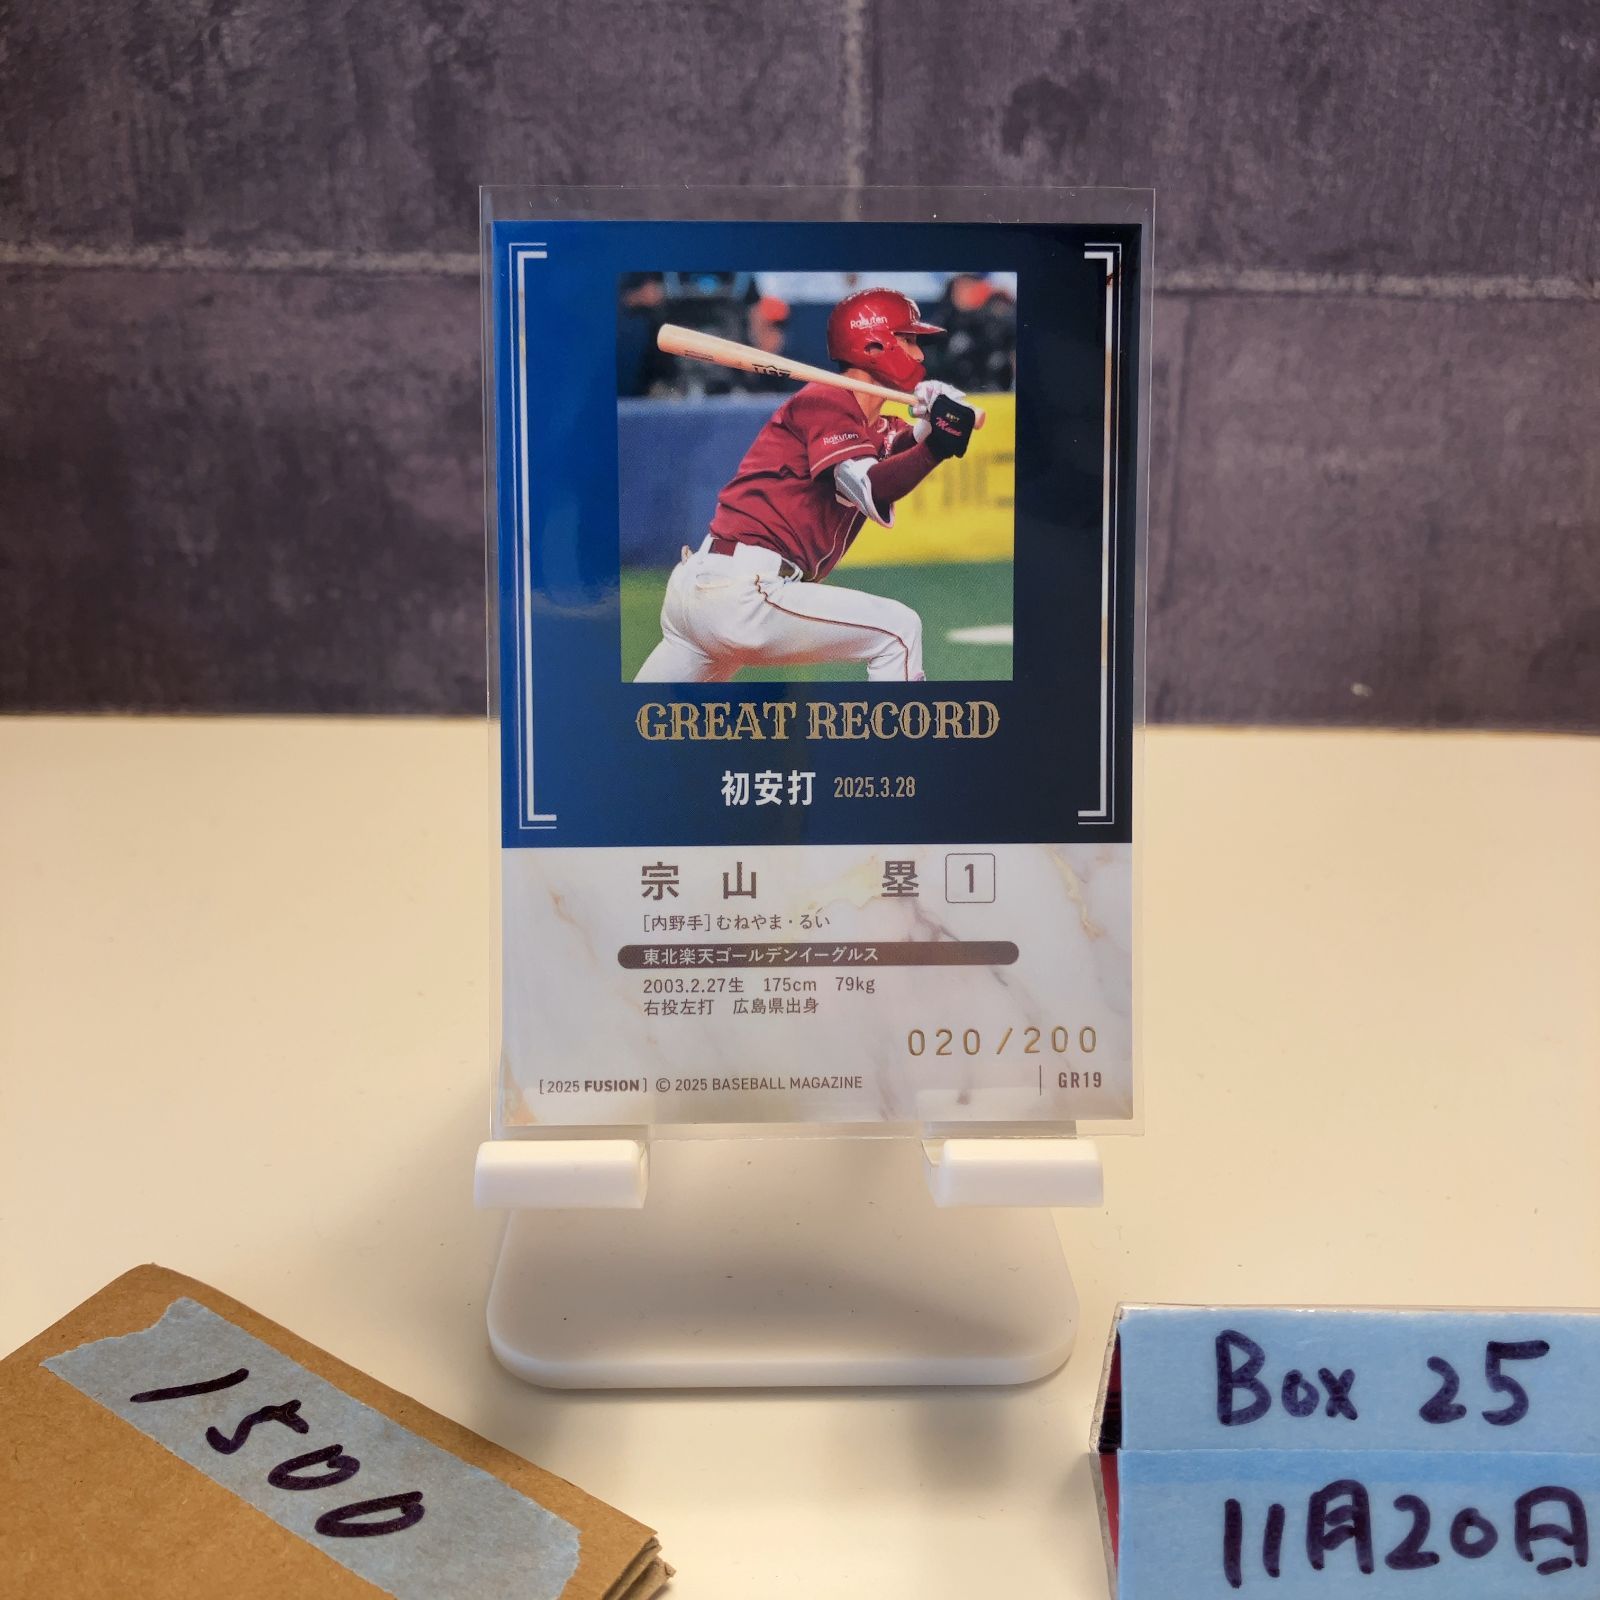 Rakuten
Rakuten
GREAT RECORD
初安打 2025.3.28
宗山 塁 1
[内野手] むねやま・るい
東北楽天ゴールデンイーグルス
2003.2.27生 175cm 79kg
右投左打 広島県出身
020/200
[2025 FUSION] © 2025 BASEBALL MAGAZINE
GR19
1500
Box 25
11月20日